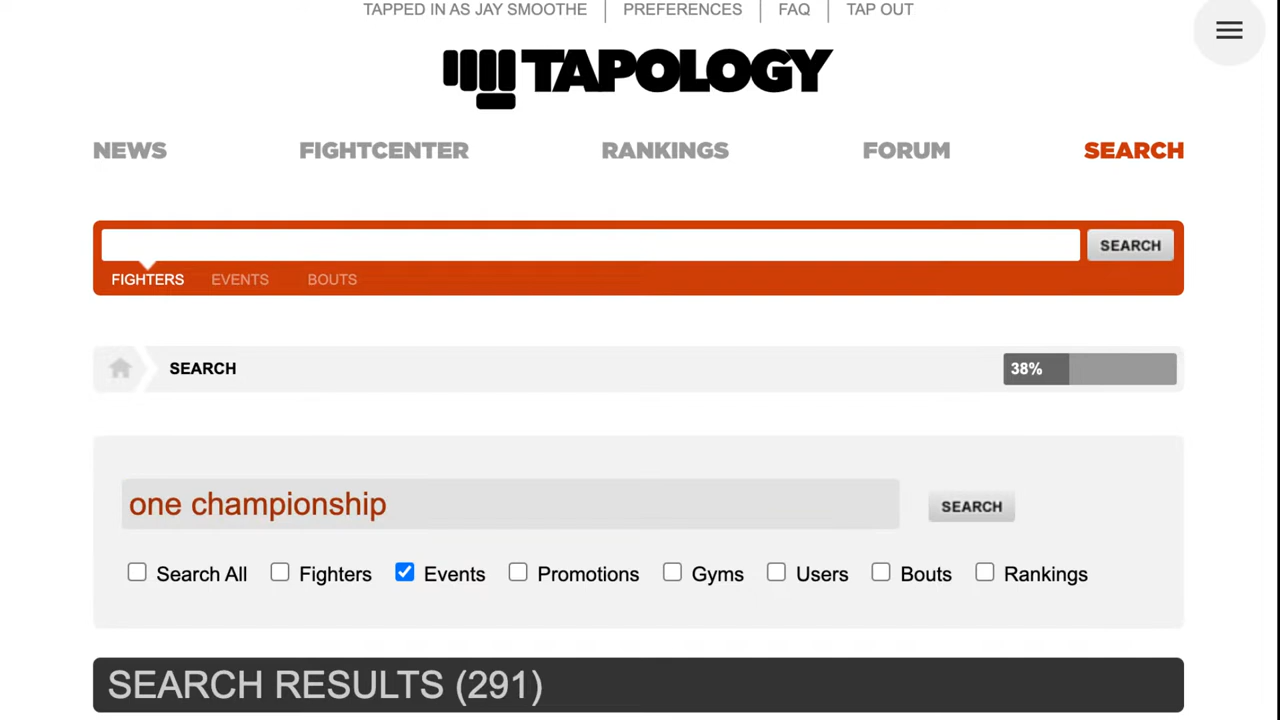 TAPPED IN AS JAY SMOOTHE PREFERENCES FAQ TAP OUT
TAPOLOGY
NEWS FIGHTCENTER RANKINGS FORUM SEARCH
SEARCH
FIGHTERS EVENTS BOUTS
SEARCH 38%
one championship SEARCH
Search All Fighters Events Promotions Gyms Users Bouts Rankings
SEARCH RESULTS (291)